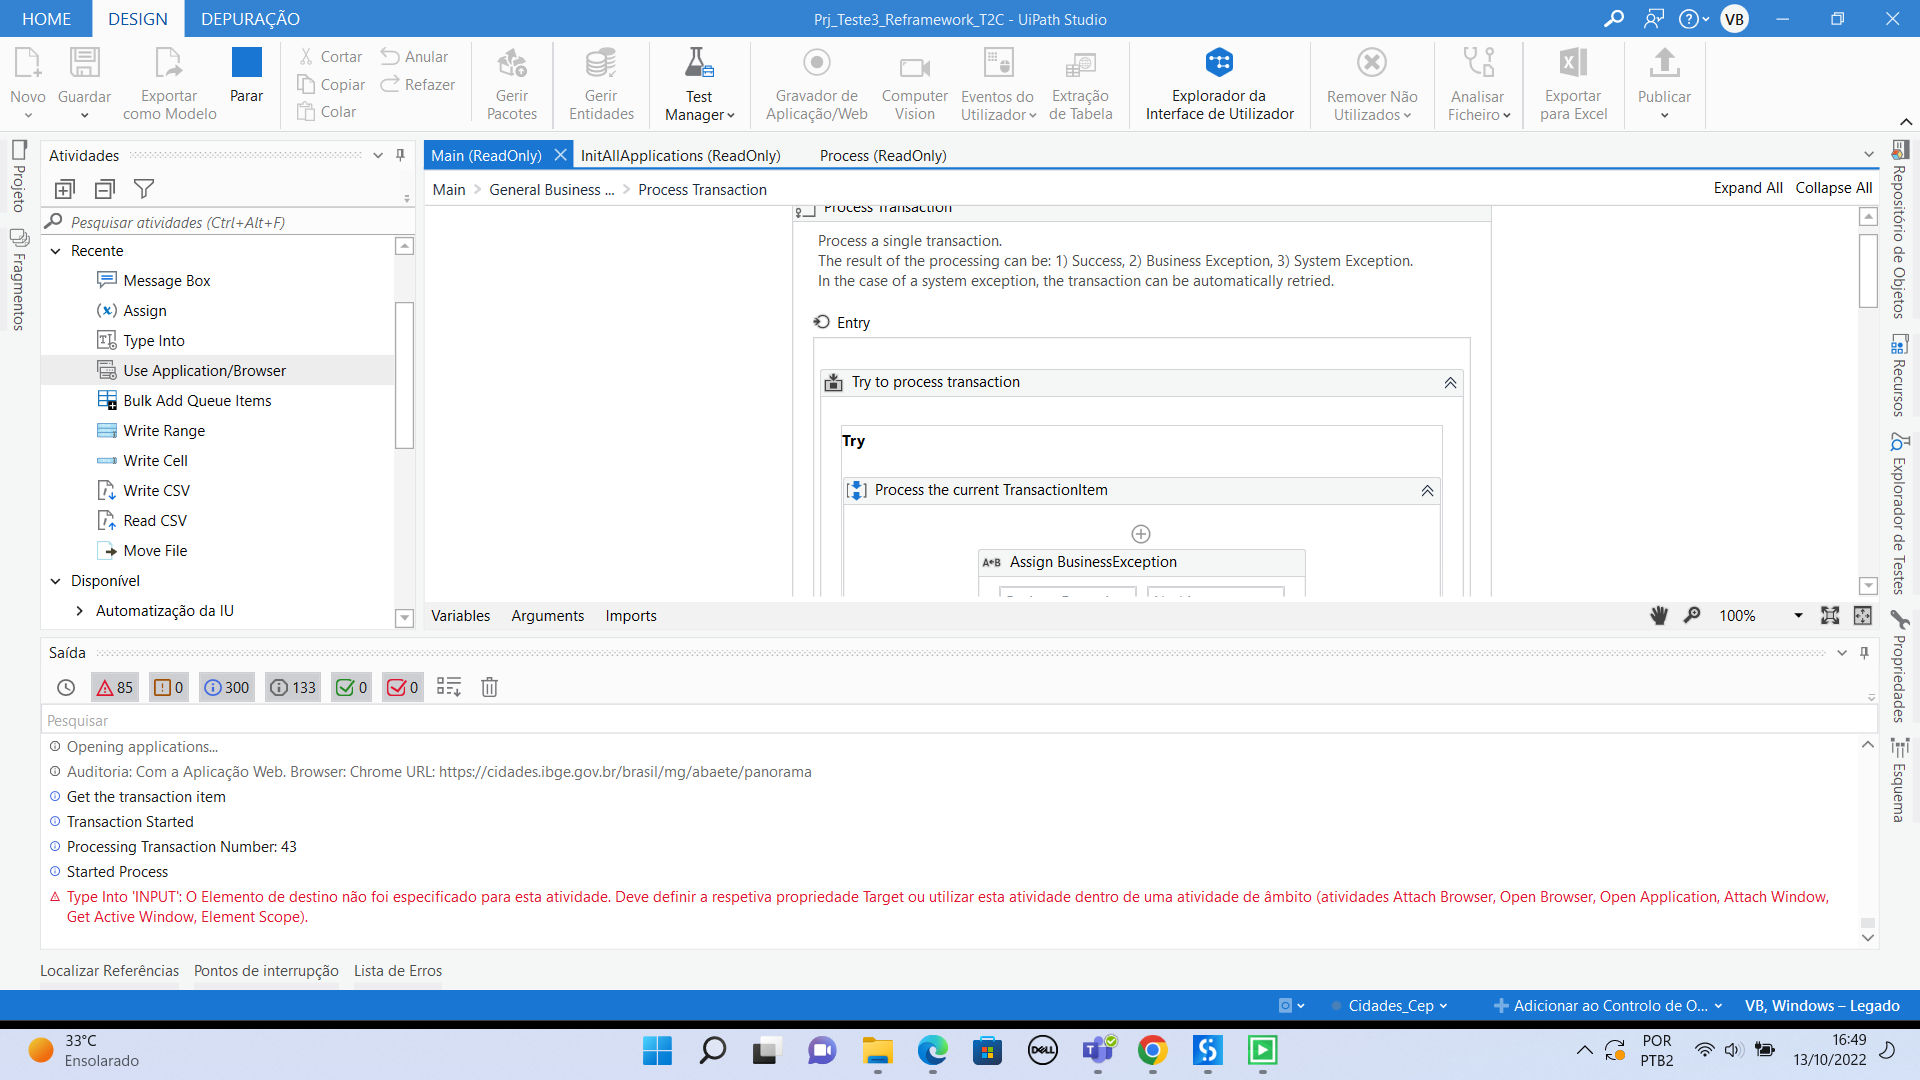 HOME
DESIGN
DEPURAÇÃO
Prj_Teste3_Reframework_T2C - UiPath Studio
VB
Novo
Guardar
Exportar
como Modelo
Parar
Cortar
Copiar
Colar
Anular
Refazer
Gerir
Pacotes
Gerir
Entidades
Test
Manager
Gravador de
Aplicação/Web
Computer
Vision
Eventos do
Utilizador
Extração
de Tabela
Explorador da
Interface de Utilizador
Remover Não
Utilizados
Analisar
Ficheiro
Exportar
para Excel
Publicar
Projeto
Fragmentos
Atividades
Pesquisar atividades (Ctrl+Alt+F)
Recente
Message Box
Assign
Type Into
Use Application/Browser
Bulk Add Queue Items
Write Range
Write Cell
Write CSV
Read CSV
Move File
Disponível
Automatização da IU
Main (ReadOnly)
InitAllApplications (ReadOnly)
Process (ReadOnly)
Main > General Business ... > Process Transaction
Expand All
Collapse All
Process Transaction
Process a single transaction.
The result of the processing can be: 1) Success, 2) Business Exception, 3) System Exception.
In the case of a system exception, the transaction can be automatically retried.
Entry
Try to process transaction
Try
Process the current TransactionItem
A+B Assign BusinessException
Variables
Arguments
Imports
100%
Repositório de Objetos
Recursos
Explorador de Testes
Propriedades
Esquema
Saída
85
0
300
133
0
0
Pesquisar
Opening applications...
Auditoria: Com a Aplicação Web. Browser: Chrome URL: https://cidades.ibge.gov.br/brasil/mg/abaete/panorama
Get the transaction item
Transaction Started
Processing Transaction Number: 43
Started Process
Type Into 'INPUT': O Elemento de destino não foi especificado para esta atividade. Deve definir a respetiva propriedade Target ou utilizar esta atividade dentro de uma atividade de âmbito (atividades Attach Browser, Open Browser, Open Application, Attach Window,
Get Active Window, Element Scope).
Localizar Referências
Pontos de interrupção
Lista de Erros
Cidades_Cep
Adicionar ao Controlo de O...
VB, Windows – Legado
33°C
Ensolarado
DELL
POR
PTB2
16:49
13/10/2022